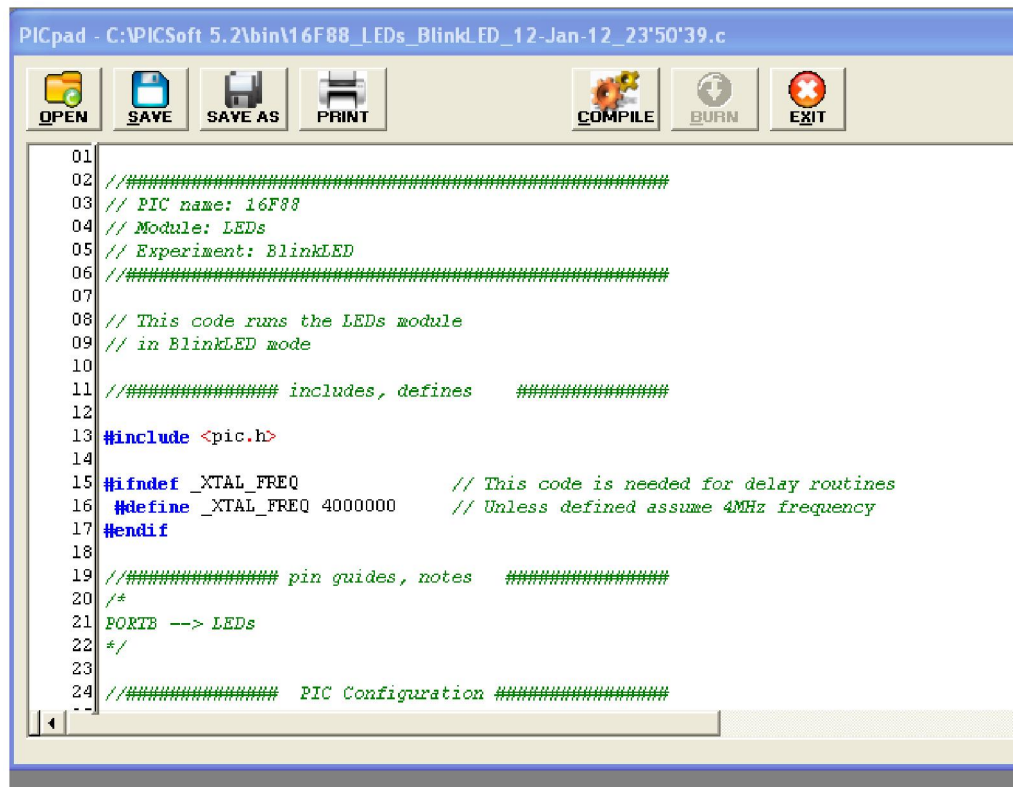 PICpad - C:\PICSoft 5.2\bin\16F88_LEDs_BlinkLED_12-Jan-12_23'50'39.c
OPEN SAVE SAVE AS PRINT COMPILE BURN EXIT
01
02 //##################################################
03 // PIC name: 16F88
04 // Module: LEDs
05 // Experiment: BlinkLED
06 //##################################################
07
08 // This code runs the LEDs module
09 // in BlinkLED mode
10
11 //############## includes, defines    ##############
12
13 #include <pic.h>
14
15 #ifndef _XTAL_FREQ              // This code is needed for delay routines
16  #define _XTAL_FREQ 4000000     // Unless defined assume 4MHz frequency
17 #endif
18
19 //############## pin guides, notes   ###############
20 /*
21 PORTB --> LEDs
22 */
23
24 //##############  PIC Configuration ################